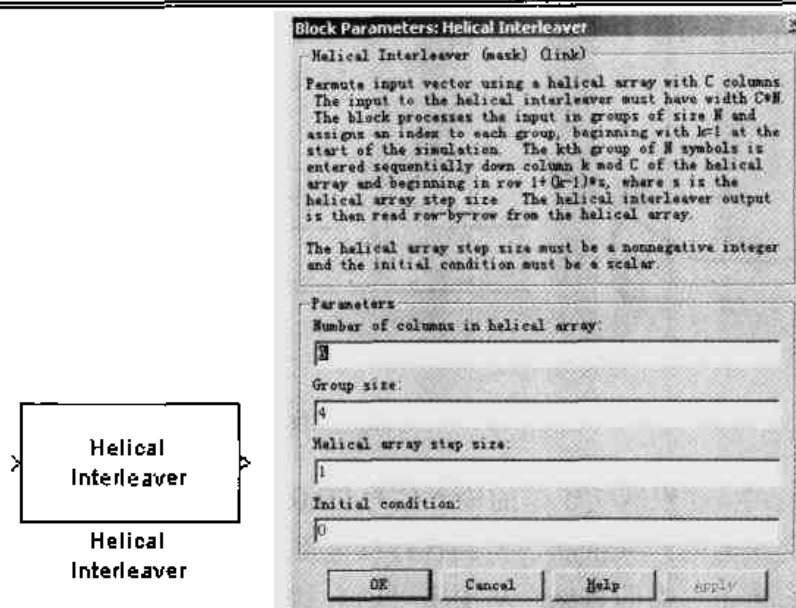 Block Parameters: Helical Interleaver
Helical Interleaver (mask) (link)
Permute input vector using a helical array with C columns.
The input to the helical interleaver must have width C*N.
The block processes the input in groups of size N and
assigns an index to each group, beginning with k=1 at the
start of the simulation. The kth group of N symbols is
entered sequentially down column k mod C of the helical
array and beginning in row 1+(k-1)*s, where s is the
helical array step size. The helical interleaver output
is then read row-by-row from the helical array.
The helical array step size must be a nonnegative integer
and the initial condition must be a scalar.
Parameters
Number of columns in helical array:
Group size:
4
Helical array step size:
1
Initial condition:
0
OK
Cancel
Help
Apply
Helical
Interleaver
Helical
Interleaver